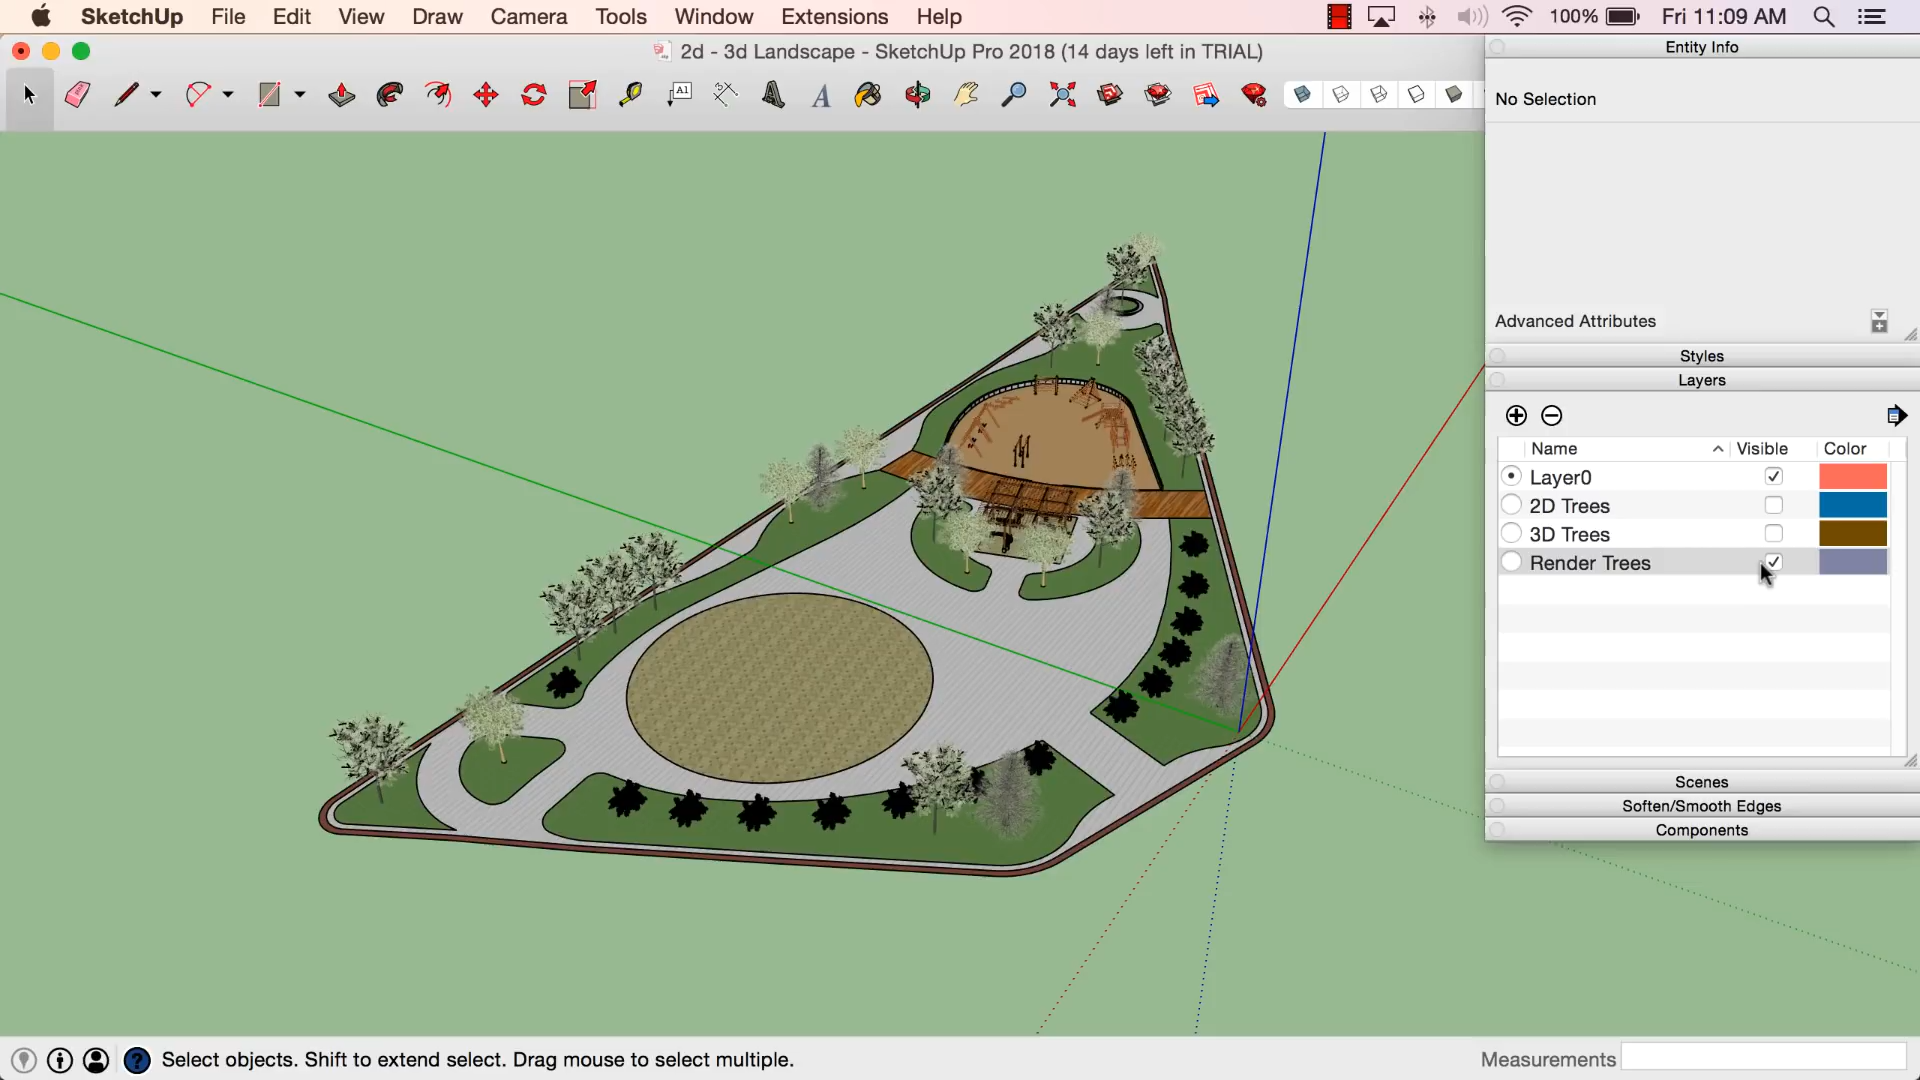 SketchUp File Edit View Draw Camera Tools Window Extensions Help 100% Fri 11:09 AM
2d - 3d Landscape - SketchUp Pro 2018 (14 days left in TRIAL)
Entity Info
A1
A
A
No Selection
Advanced Attributes
Styles
Layers
Name Visible Color
Layer0
2D Trees
3D Trees
Render Trees
Scenes
Soften/Smooth Edges
Components
Select objects. Shift to extend select. Drag mouse to select multiple.
Measurements